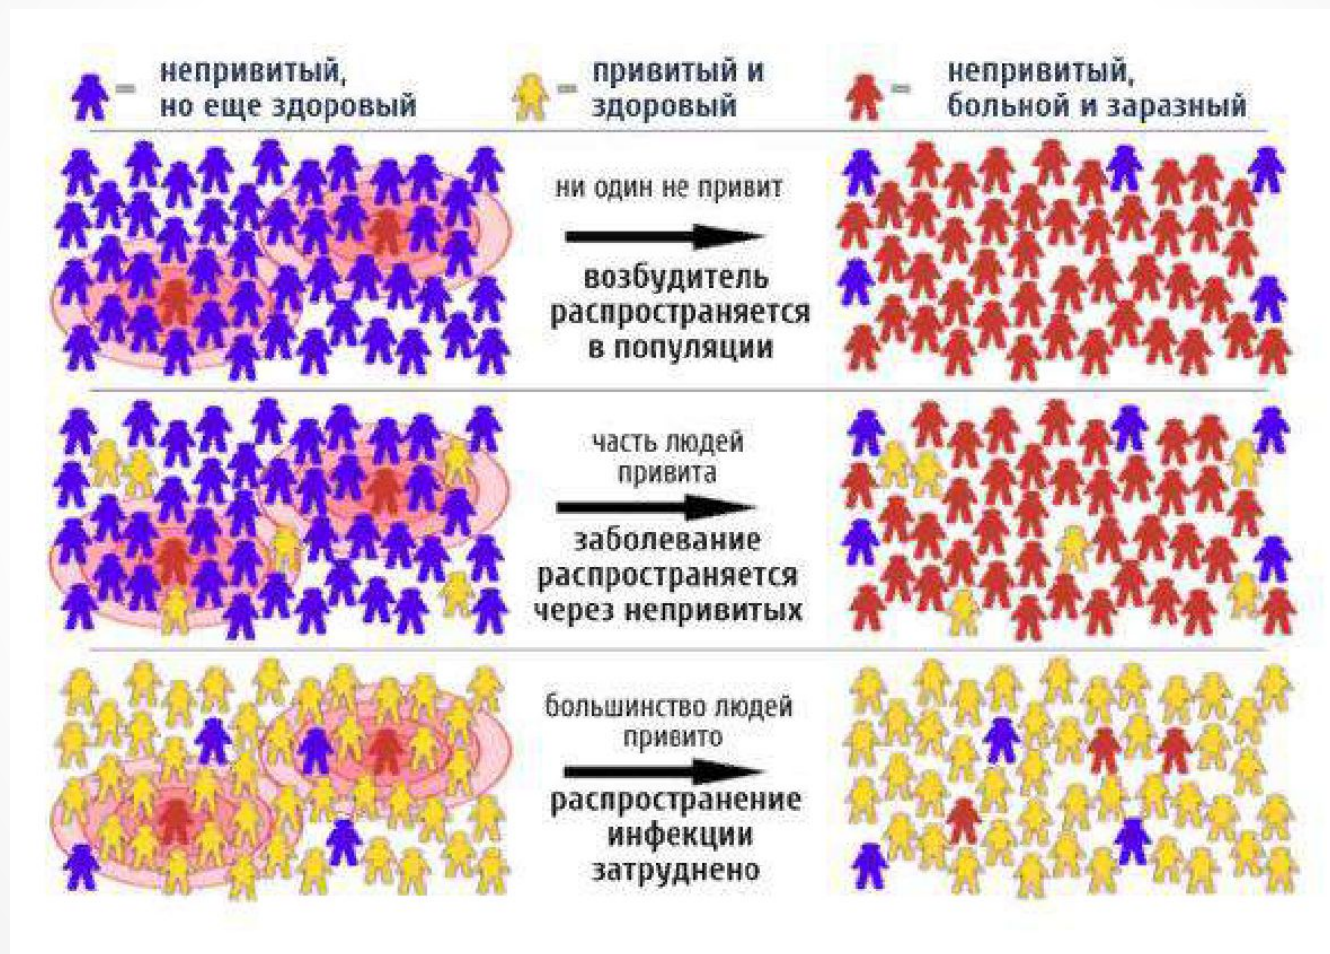 непривитый,
но еще здоровый
привитый и
здоровый
непривитый,
больной и заразный
ни один не привит
возбудитель
распространяется
в популяции
часть людей
привита
заболевание
распространяется
через непривитых
большинство людей
привито
распространение
инфекции
затруднено